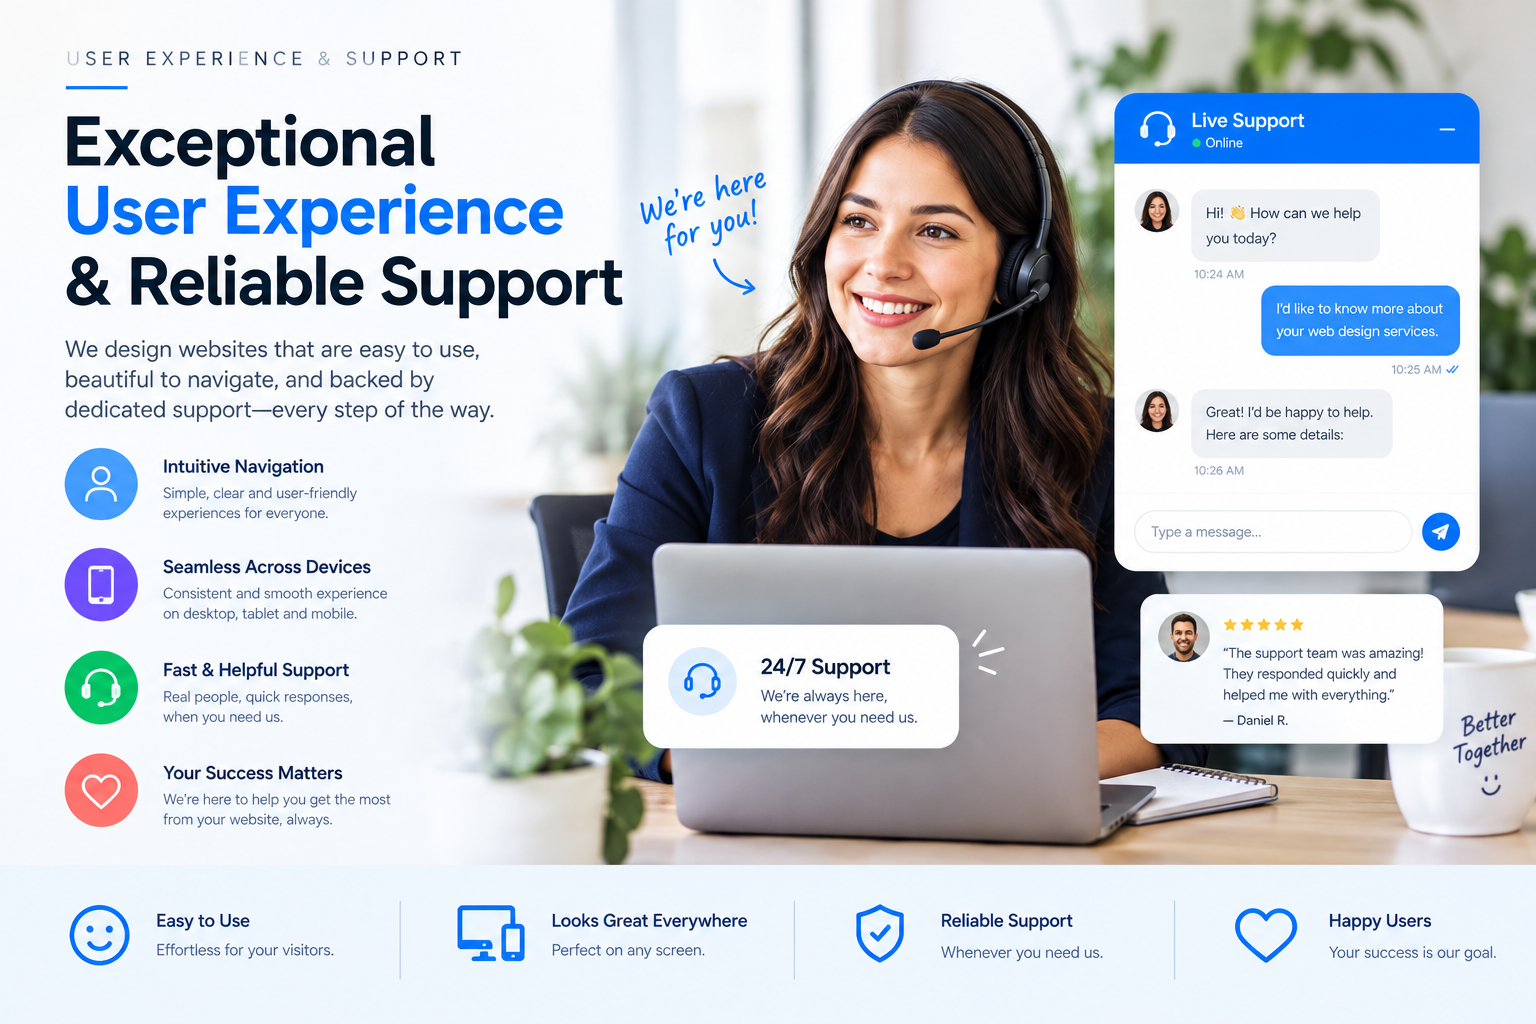 USER EXPERIENCE & SUPPORT
Exceptional
User Experience
& Reliable Support
We design websites that are easy to use,
beautiful to navigate, and backed by
dedicated support—every step of the way.
Intuitive Navigation
Simple, clear and user-friendly
experiences for everyone.
Seamless Across Devices
Consistent and smooth experience
on desktop, tablet and mobile.
Fast & Helpful Support
Real people, quick responses,
when you need us.
Your Success Matters
We're here to help you get the most
from your website, always.
We're here
for you!
24/7 Support
We're always here,
whenever you need us.
Live Support
Online
Hi! 👋 How can we help
you today?
10:24 AM
I'd like to know more about
your web design services.
10:25 AM
Great! I'd be happy to help.
Here are some details:
10:26 AM
Type a message...
"The support team was amazing!
They responded quickly and
helped me with everything."
— Daniel R.
Better
Together
Easy to Use
Effortless for your visitors.
Looks Great Everywhere
Perfect on any screen.
Reliable Support
Whenever you need us.
Happy Users
Your success is our goal.